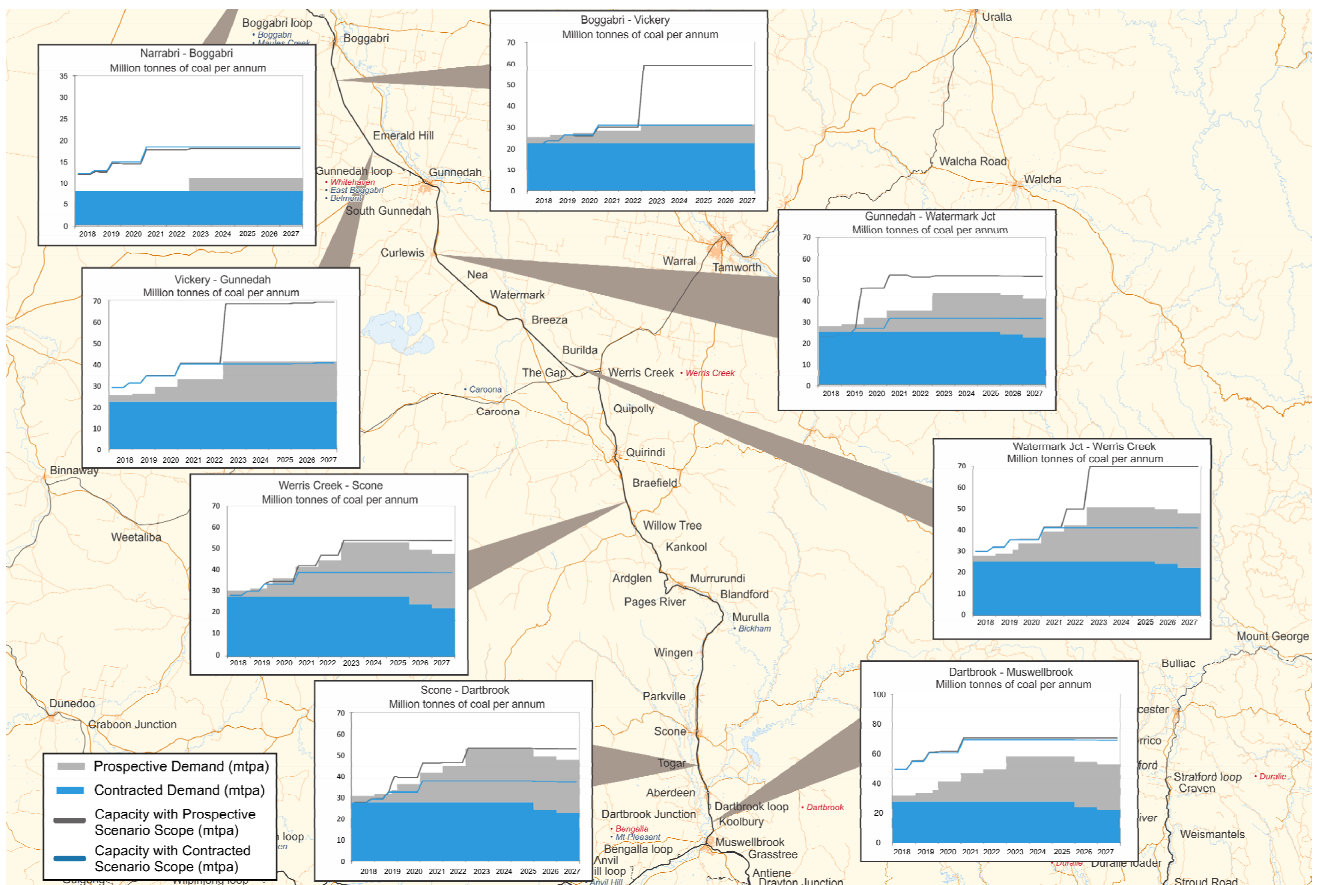 Boggabri loop
• Boggabri
• Maules Creek
Boggabri
Uralla
Narrabri - Boggabri
Million tonnes of coal per annum
35
30
25
20
15
10
5
0
2018 2019 2020 2021 2022 2023 2024 2025 2026 2027
Boggabri - Vickery
Million tonnes of coal per annum
70
60
50
40
30
20
10
0
2018 2019 2020 2021 2022 2023 2024 2025 2026 2027
Emerald Hill
Gunnedah loop
• Whitehaven
• East Boggabri
• Belmont
Gunnedah
South Gunnedah
Walcha Road
Walcha
Curlewis
Nea
Watermark
Breeza
Warral
Tamworth
Gunnedah - Watermark Jct
Million tonnes of coal per annum
70
60
50
40
30
20
10
0
2018 2019 2020 2021 2022 2023 2024 2025 2026 2027
Vickery - Gunnedah
Million tonnes of coal per annum
70
60
50
40
30
20
10
0
2018 2019 2020 2021 2022 2023 2024 2025 2026 2027
Burilda
The Gap
Werris Creek
• Werris Creek
• Caroona
Caroona
Quipolly
Quirindi
Braefield
Binnaway
Weetaliba
Willow Tree
Kankool
Watermark Jct - Werris Creek
Million tonnes of coal per annum
70
60
50
40
30
20
10
0
2018 2019 2020 2021 2022 2023 2024 2025 2026 2027
Werris Creek - Scone
Million tonnes of coal per annum
70
60
50
40
30
20
10
0
2018 2019 2020 2021 2022 2023 2024 2025 2026 2027
Ardglen
Murrurundi
Pages River
Blandford
Murulla
• Bickham
Wingen
Mount George
Bulliac
Parkville
Scone
Togar
Aberdeen
Dartbrook loop
• Dartbrook
Dartbrook Junction
Koolbury
• Bengalla
• Mt Pleasant
Bengalla loop
Muswellbrook
Grasstree
Anvil
ill loop
• Anvil Hill
Antiene
Drayton Junction
Scone - Dartbrook
Million tonnes of coal per annum
70
60
50
40
30
20
10
0
2018 2019 2020 2021 2022 2023 2024 2025 2026 2027
Dartbrook - Muswellbrook
Million tonnes of coal per annum
100
80
60
40
20
0
2018 2019 2020 2021 2022 2023 2024 2025 2026 2027
cester
errico
ford
Stratford loop
• Duralie
Craven
iver
Weismantels
• Duralie
Duralie loader
Stroud Road
Dunedoo
Craboon Junction
Prospective Demand (mtpa)
Contracted Demand (mtpa)
Capacity with Prospective
Scenario Scope (mtpa)
Capacity with Contracted
Scenario Scope (mtpa)
loop